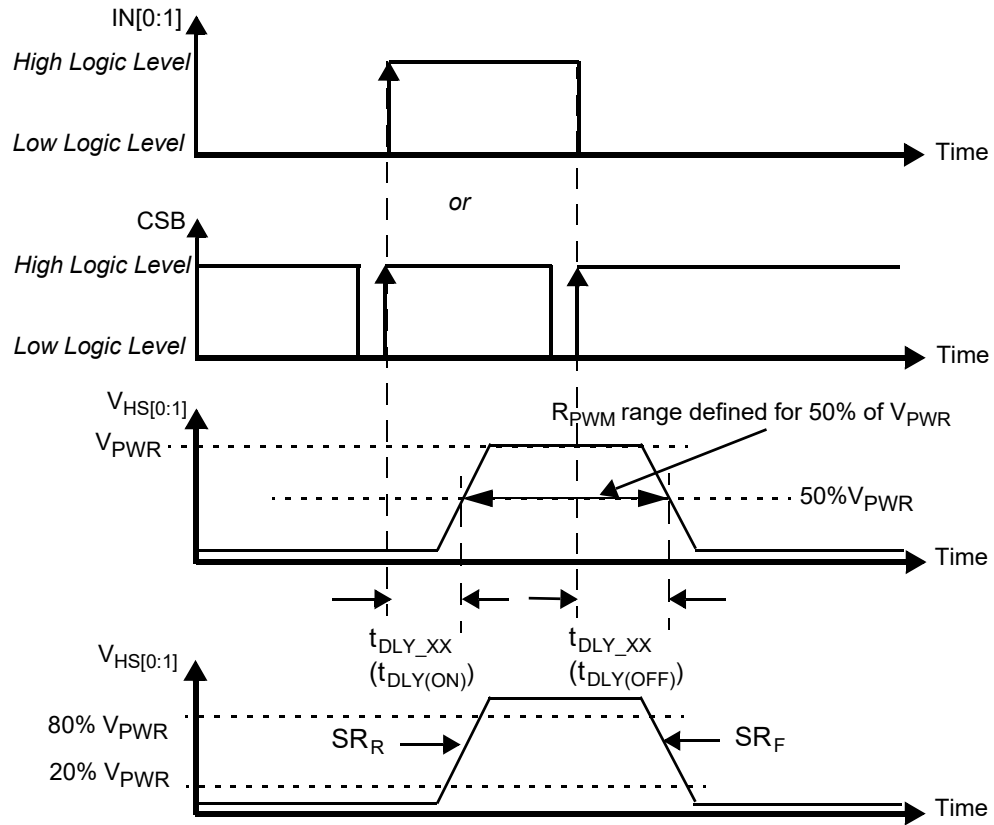 IN[0:1]
High Logic Level
Low Logic Level
Time
or
CSB
High Logic Level
Low Logic Level
Time
VHS[0:1]
RPWM range defined for 50% of VPWR
VPWR
50%VPWR
Time
tDLY_XX
(tDLY(ON))
tDLY_XX
(tDLY(OFF))
VHS[0:1]
80% VPWR
SRR
SRF
20% VPWR
Time